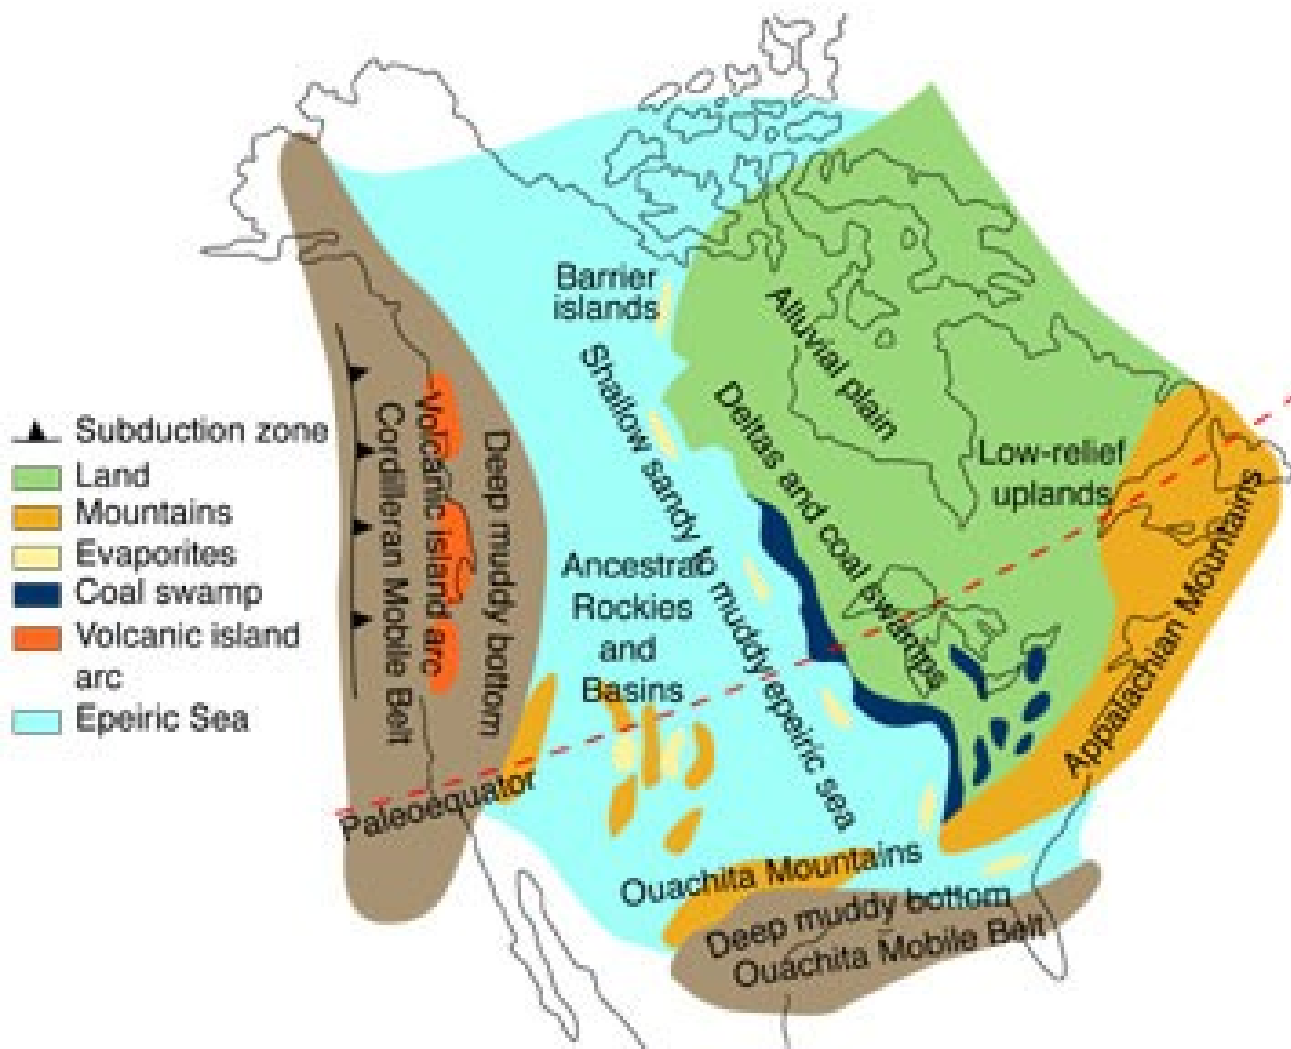 Barrier
islands
Alluvial plain
Shallow sandy to muddy epeiric sea
Deltas and coal swamps
Low-relief
uplands
Subduction zone
Land
Mountains
Evaporites
Coal swamp
Volcanic island
arc
Epeiric Sea
Cordilleran Mobile Belt
Volcanic island arc
Deep muddy bottom
Ancestral
Rockies
and
Basins
Appalachian Mountains
Paleoequator
Ouachita Mountains
Deep muddy bottom
Ouachita Mobile Belt